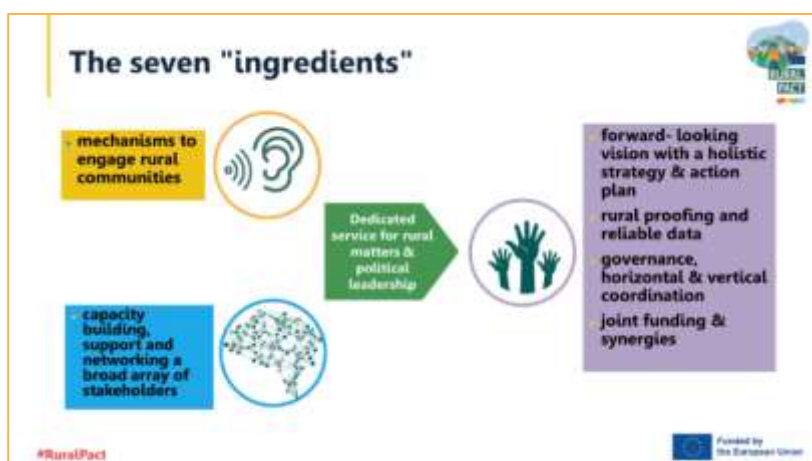 The seven "ingredients"
RURAL
PACT
mechanisms to
engage rural
communities
capacity
building,
support and
networking a
broad array of
stakeholders
Dedicated
service for rural
matters &
political
leadership
forward- looking
vision with a holistic
strategy & action
plan
rural proofing and
reliable data
governance,
horizontal & vertical
coordination
joint funding &
synergies
#RuralPact
Funded by
the European Union